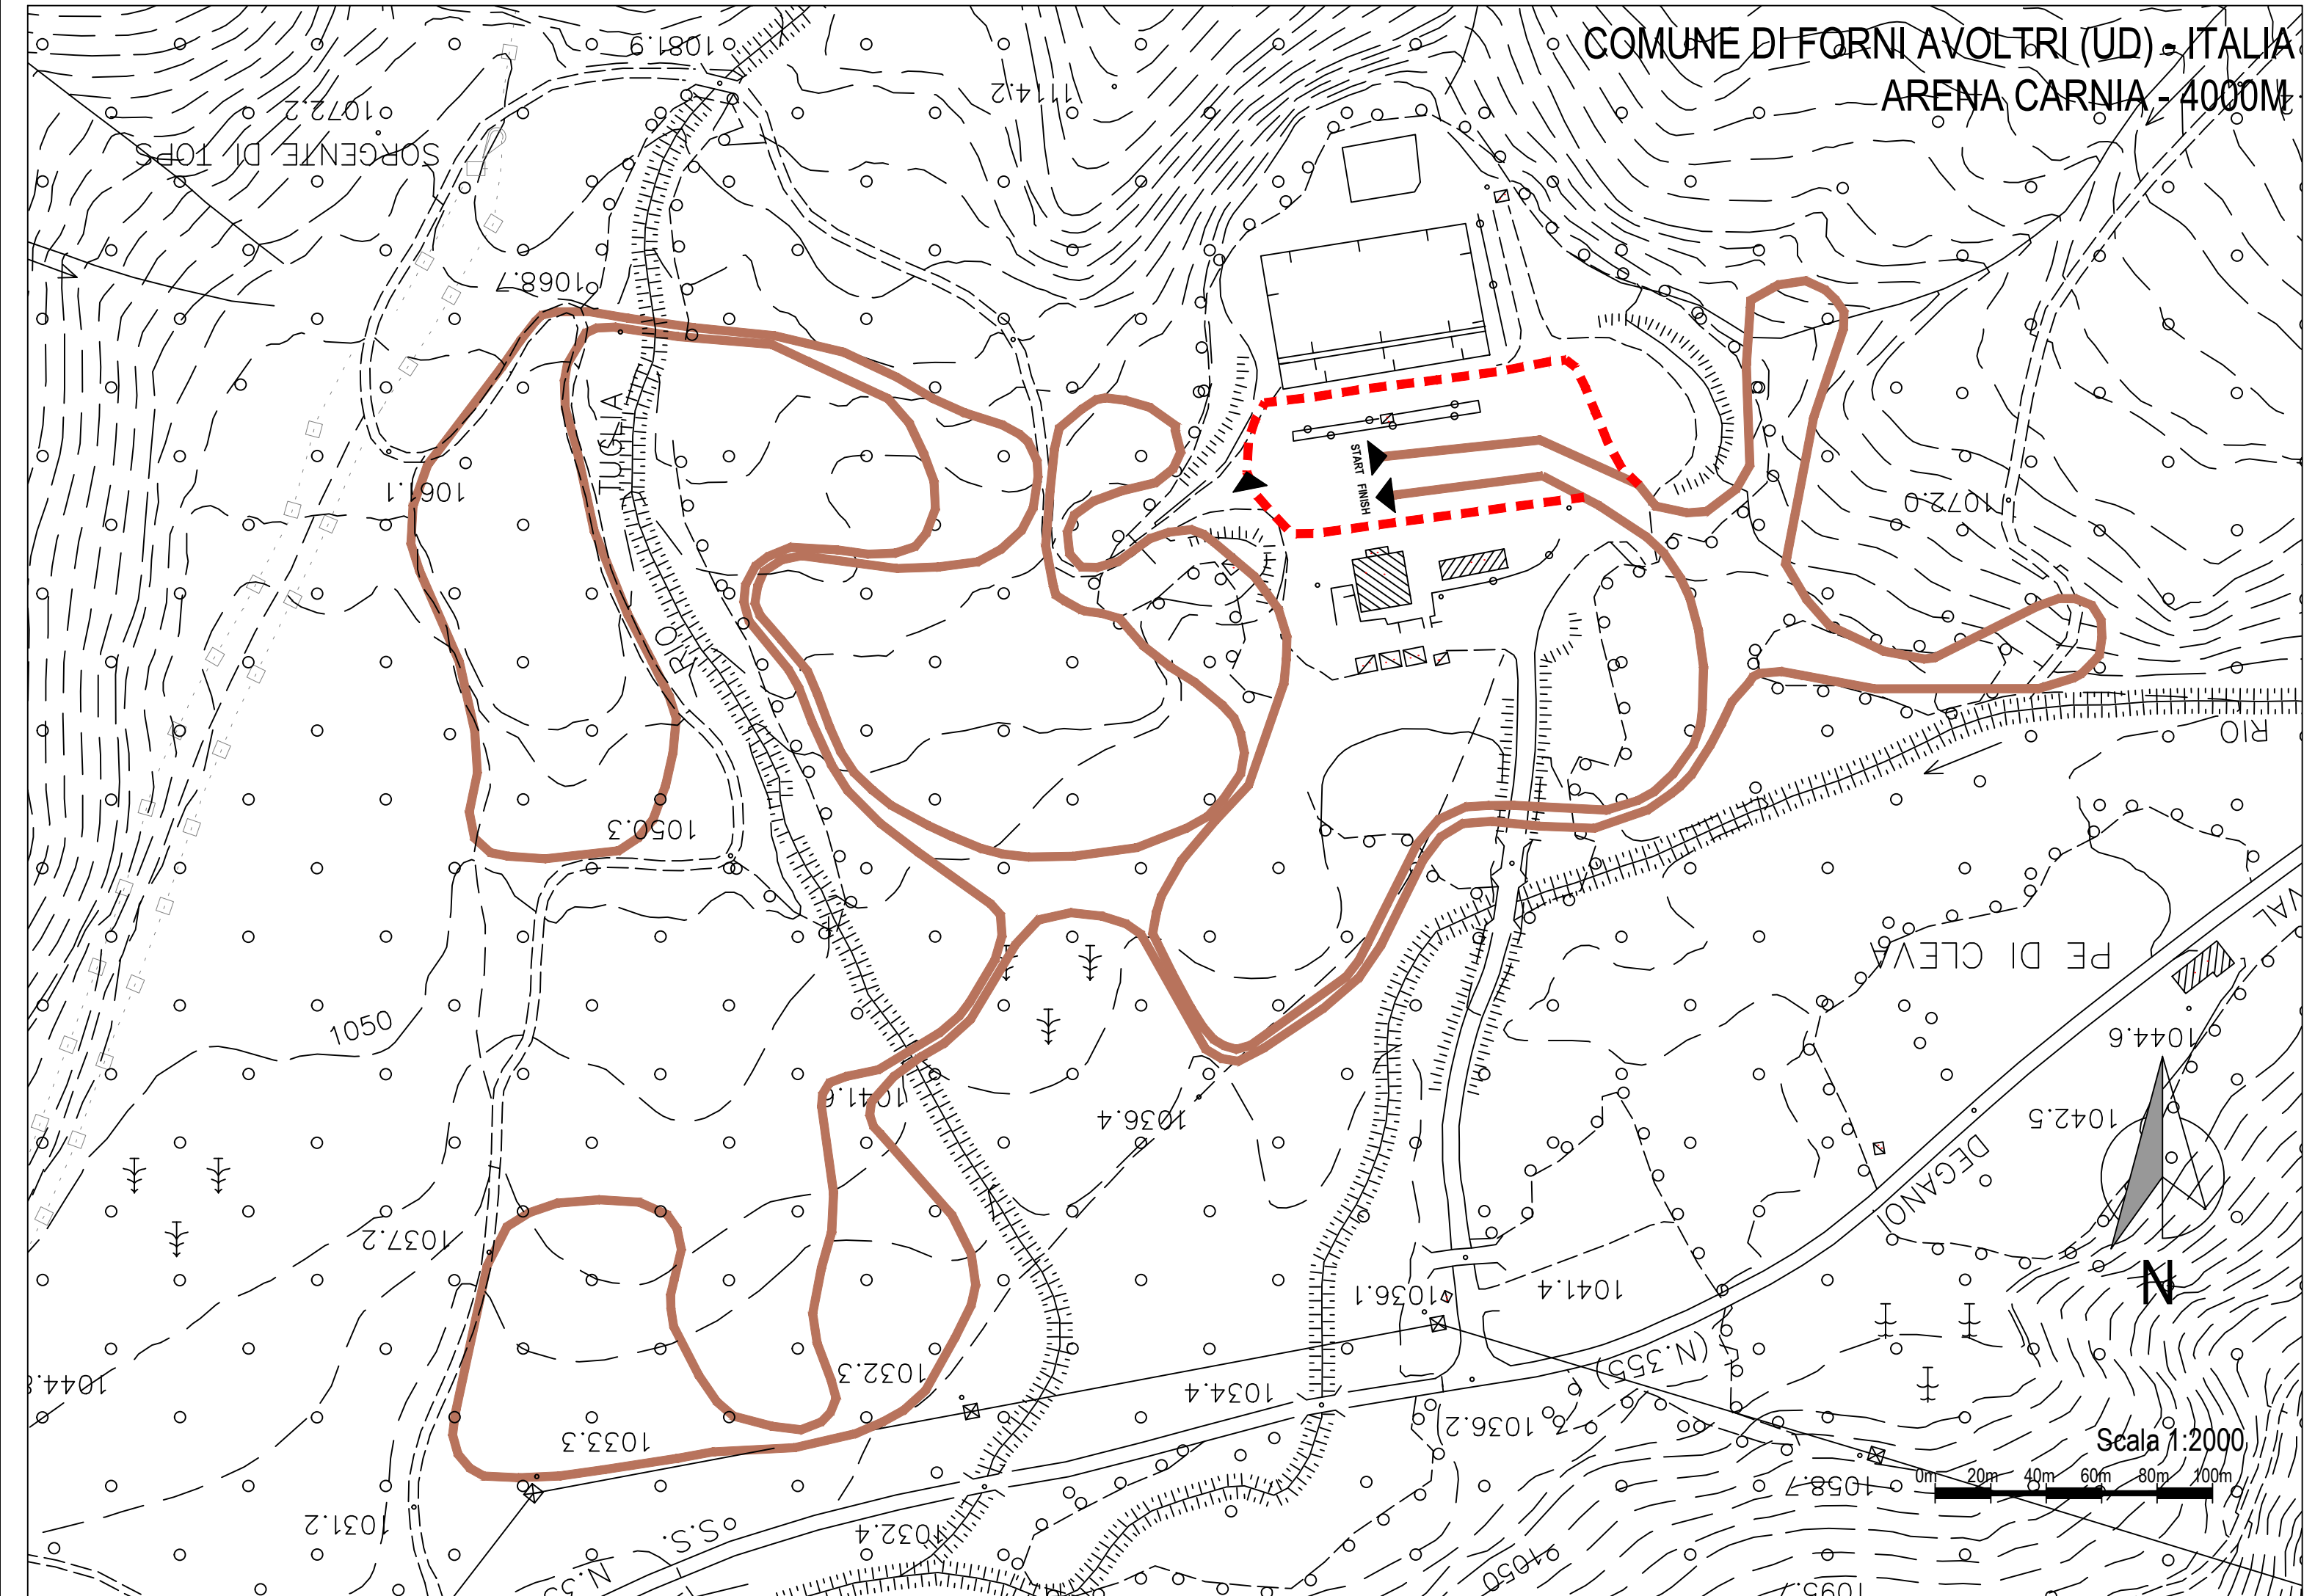 COMUNE DI FORNI AVOLTRI (UD) - ITALIA
ARENA CARNIA - 4000M
1081.9
1114.2
1072.2
SORGENTE DI TOPS
1068.7
TUGLIA
START
FINISH
1061.1
1072.0
RIO
RIO
1050.3
VAL
PE DI CLEVA
1050
1044.6
1041.6
1036.4
1042.5
DEGANO
1037.2
N
1036.1
1041.4
(N.355)
1032.3
1034.4
1033.3
1036.2
Scala 1:2000
0m 20m 40m 60m 80m 100m
1058.7
1031.2
S.S.
1032.4
1050